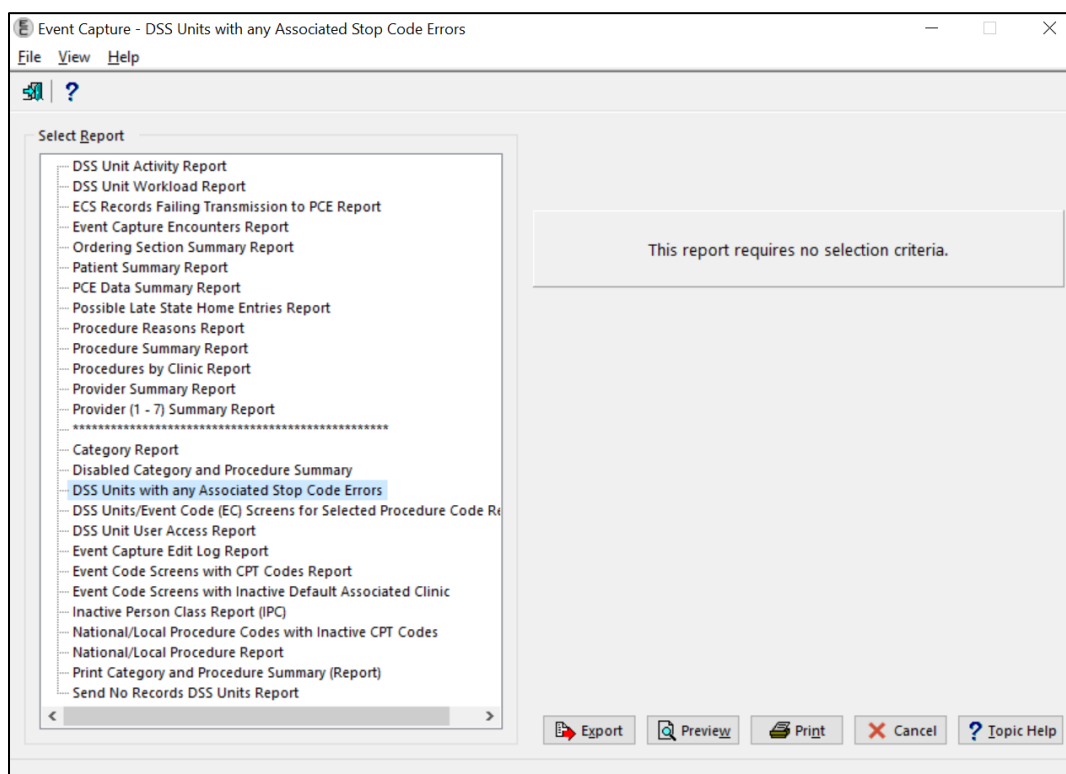 Event Capture - DSS Units with any Associated Stop Code Errors
File View Help
Select Report
DSS Unit Activity Report
DSS Unit Workload Report
ECS Records Failing Transmission to PCE Report
Event Capture Encounters Report
Ordering Section Summary Report
Patient Summary Report
PCE Data Summary Report
Possible Late State Home Entries Report
Procedure Reasons Report
Procedure Summary Report
Procedures by Clinic Report
Provider Summary Report
Provider (1 - 7) Summary Report
**************************************************
Category Report
Disabled Category and Procedure Summary
DSS Units with any Associated Stop Code Errors
DSS Units/Event Code (EC) Screens for Selected Procedure Code Re
DSS Unit User Access Report
Event Capture Edit Log Report
Event Code Screens with CPT Codes Report
Event Code Screens with Inactive Default Associated Clinic
Inactive Person Class Report (IPC)
National/Local Procedure Codes with Inactive CPT Codes
National/Local Procedure Report
Print Category and Procedure Summary (Report)
Send No Records DSS Units Report
This report requires no selection criteria.
Export Preview Print Cancel ? Topic Help